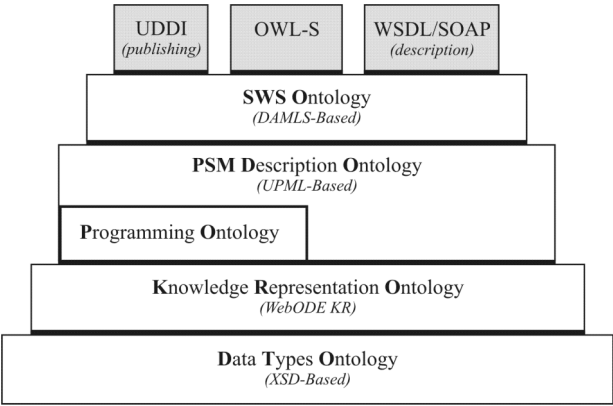 UDDI
(publishing)
OWL-S
WSDL/SOAP
(description)
SWS Ontology
(DAMLS-Based)
PSM Description Ontology
(UPML-Based)
Programming Ontology
Knowledge Representation Ontology
(WebODE KR)
Data Types Ontology
(XSD-Based)